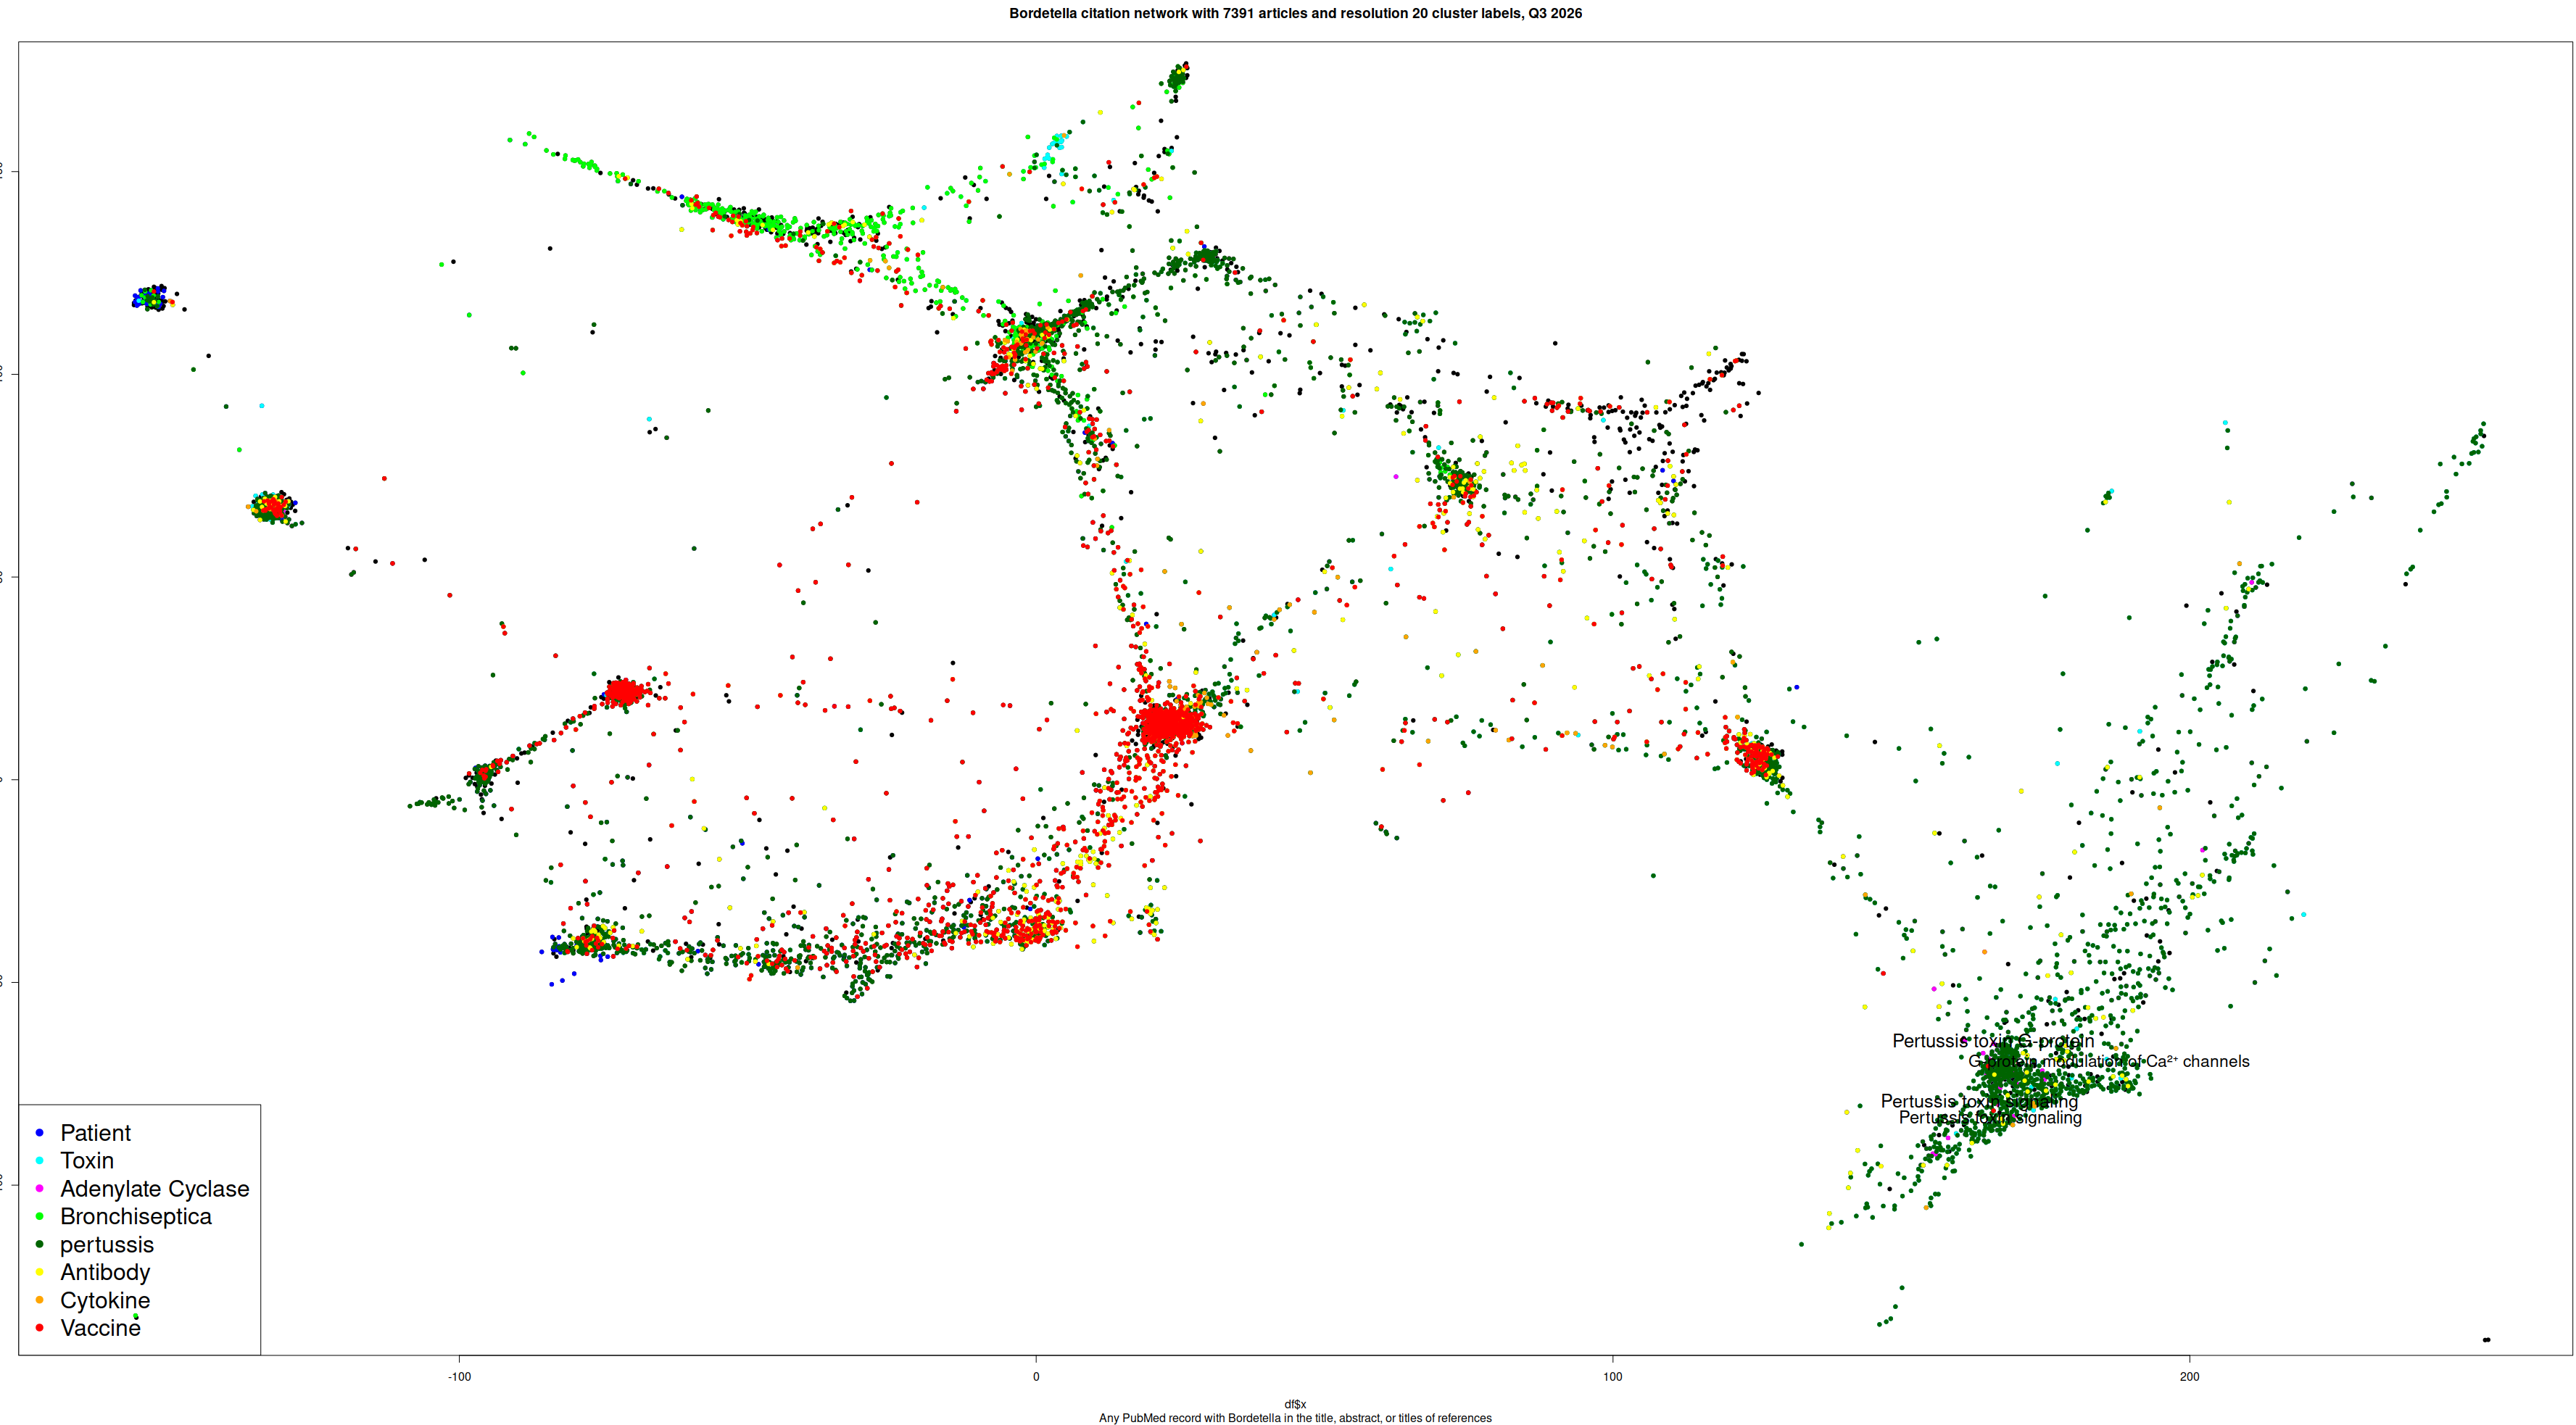 Bordetella citation network with 7391 articles and resolution 20 cluster labels, Q3 2026
Pertussis toxin G-protein
G-protein modulation of Ca²⁺ channels
Pertussis toxin signaling
Pertussis toxin signaling
Patient
Toxin
Adenylate Cyclase
Bronchiseptica
pertussis
Antibody
Cytokine
Vaccine
-100 0 100 200
df$x
Any PubMed record with Bordetella in the title, abstract, or titles of references